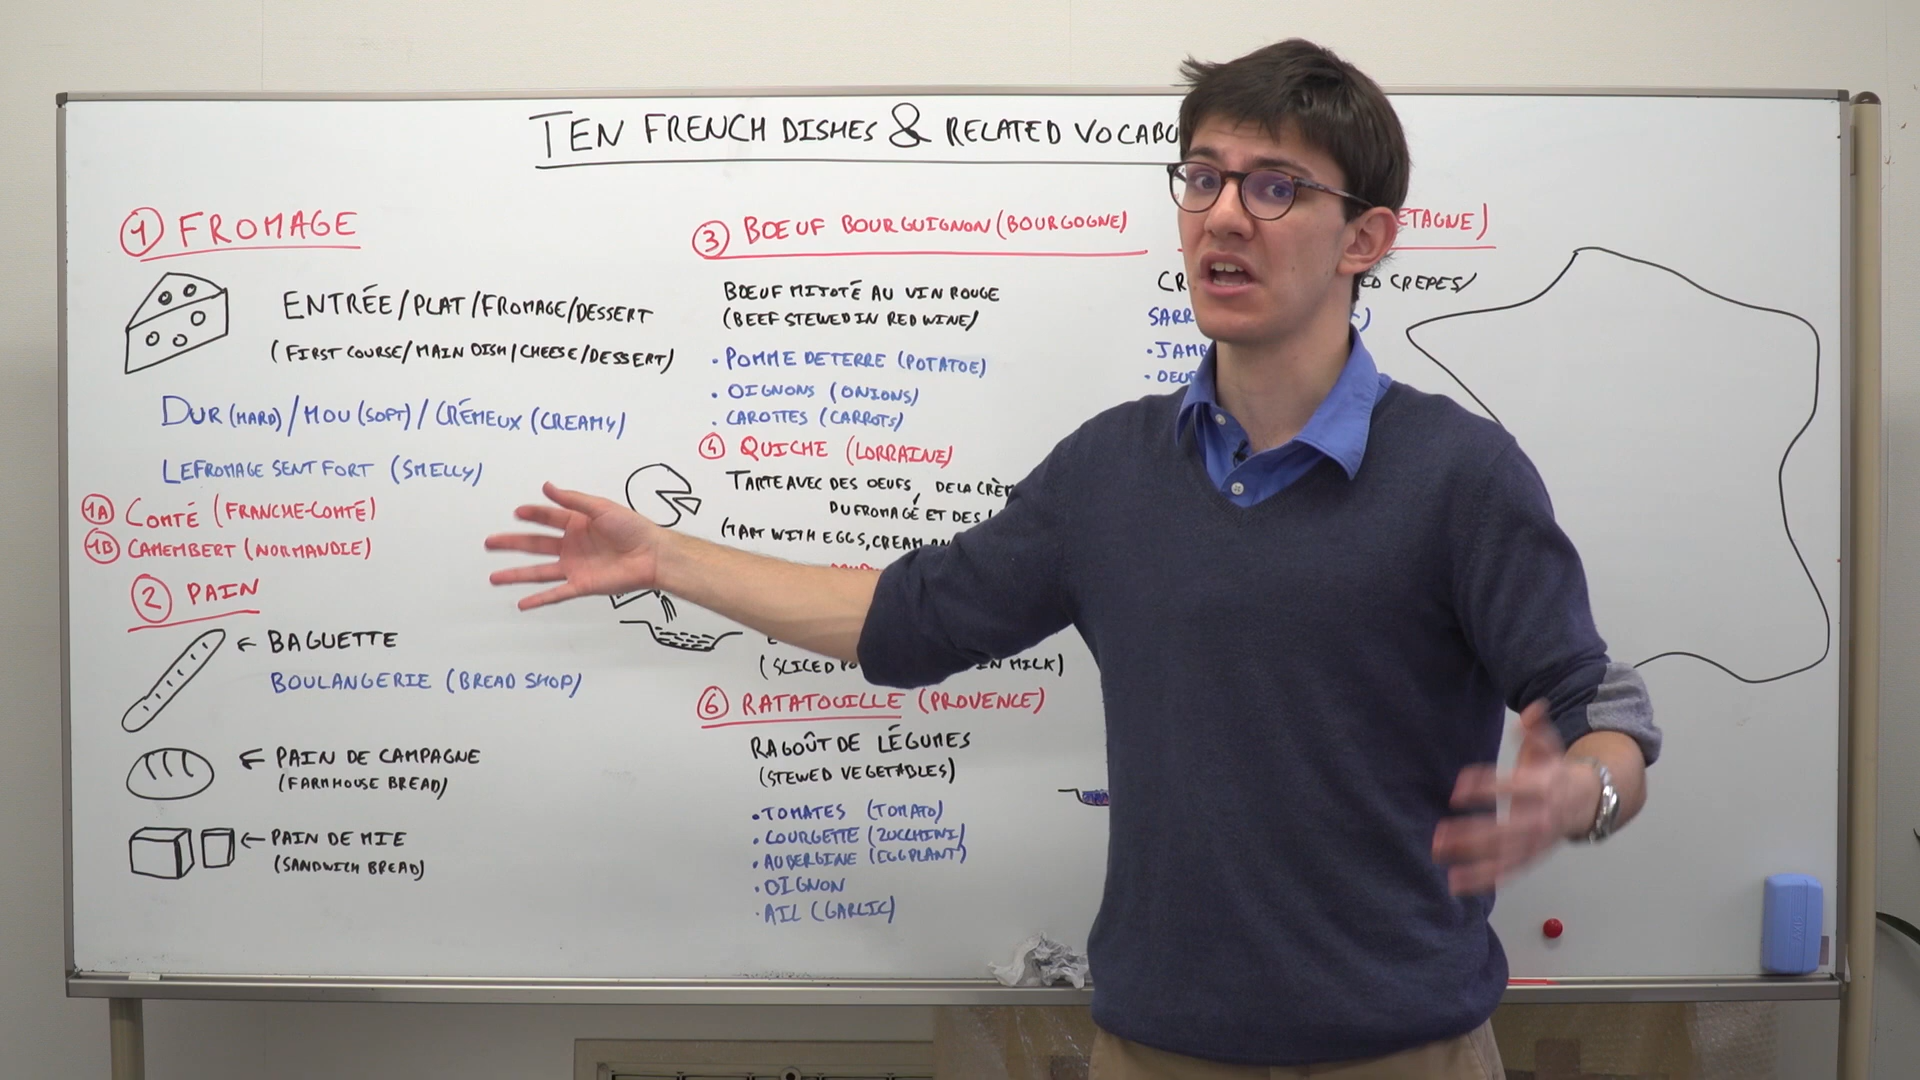 TEN FRENCH DISHES & RELATED
1 FROMAGE
ENTRÉE/PLAT/FROMAGE/DESSERT
(FIRST COURSE/MAIN DISH/CHEESE/DESSERT)
DUR (HARD)/MOU (SOFT)/CRÉMEUX (CREAMY)
LE FROMAGE SENT FORT (SMELLY)
1A COMTÉ (FRANCHE-COMTÉ)
1B CAMEMBERT (NORMANDIE)
2 PAIN
← BAGUETTE
BOULANGERIE (BREAD SHOP)
← PAIN DE CAMPAGNE
(FARMHOUSE BREAD)
← PAIN DE MIE
(SANDWICH BREAD)
3 BOEUF BOURGUIGNON (BOURGOGNE)
BOEUF MIJOTÉ AU VIN ROUGE
(BEEF STEWED IN RED WINE)
• POMME DE TERRE (POTATOE)
• OIGNONS (ONIONS)
• CAROTTES (CARROTS)
4 QUICHE (LORRAINE)
TARTE AVEC DES OEUFS, DE LA
DU FROMAGE ET DES
(TART WITH EGGS, CREAM
(SLICED IN MILK)
6 RATATOUILLE (PROVENCE)
RAGOÛT DE LÉGUMES
(STEWED VEGETABLES)
• TOMATES (TOMATO)
• COURGETTE (ZUCCHINI)
• AUBERGINE (EGGPLANT)
• OIGNON
• AIL (GARLIC)
CREPES/